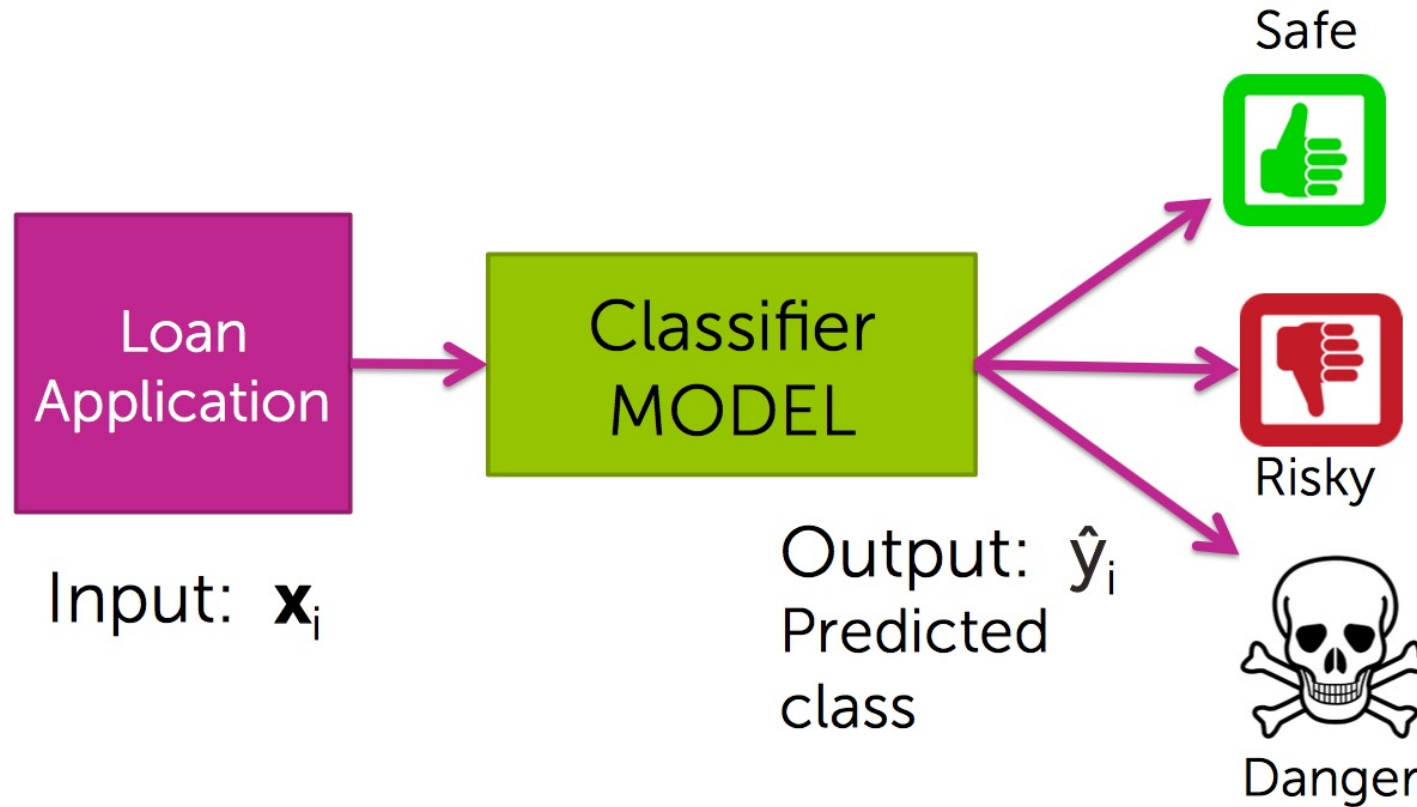 Safe
Loan
Application
Classifier
MODEL
Risky
Input: xᵢ
Output: ŷᵢ
Predicted
class
Danger